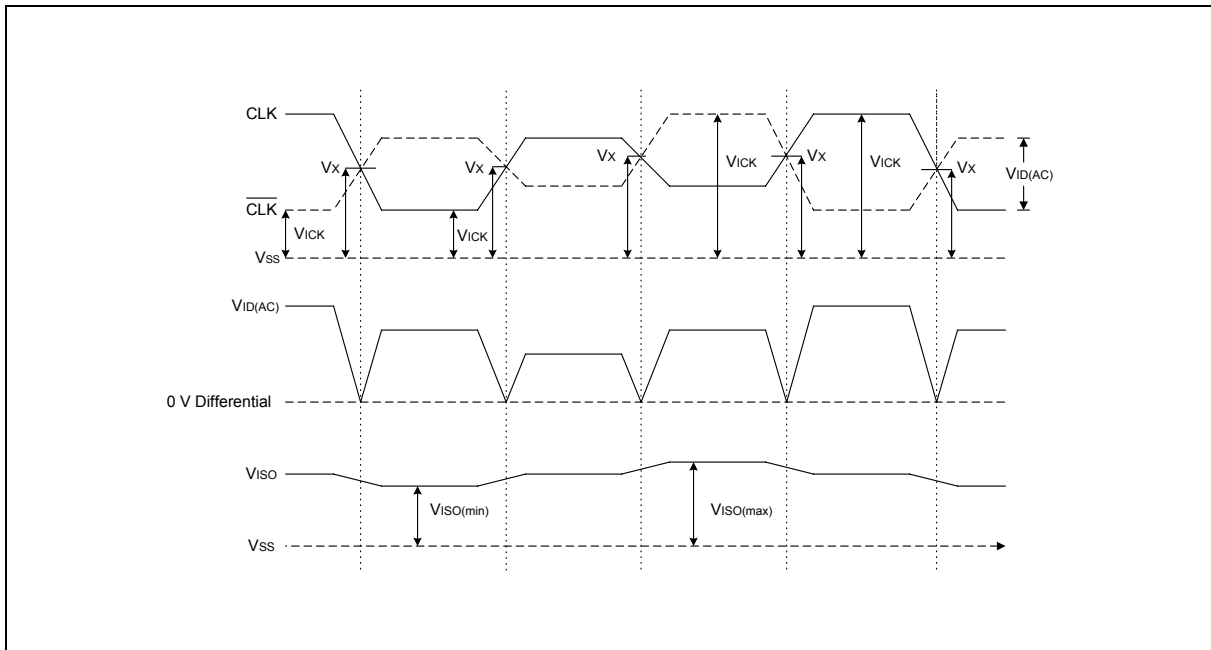 CLK
VX VX VX VICK VX VICK VX VID(AC)
CLK
VICK VICK
VSS
VID(AC)
0 V Differential
VISO
VISO(min) VISO(max)
VSS